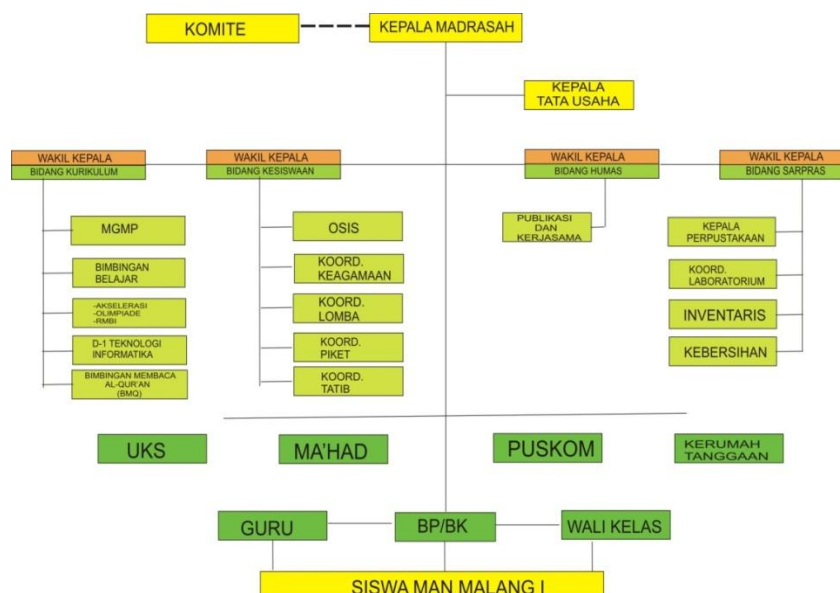 KOMITE
KEPALA MADRASAH
KEPALA
TATA USAHA
WAKIL KEPALA
BIDANG KURIKULUM
WAKIL KEPALA
BIDANG KESISWAAN
WAKIL KEPALA
BIDANG HUMAS
WAKIL KEPALA
BIDANG SARPRAS
MGMP
BIMBINGAN
BELAJAR
-AKSELERASI
-OLIMPIADE
-RMBI
D-1 TEKNOLOGI
INFORMATIKA
BIMBINGAN MEMBACA
AL-QUR'AN
(BMQ)
OSIS
KOORD.
KEAGAMAAN
KOORD.
LOMBA
KOORD.
PIKET
KOORD.
TATIB
PUBLIKASI
DAN
KERJASAMA
KEPALA
PERPUSTAKAAN
KOORD.
LABORATORIUM
INVENTARIS
KEBERSIHAN
UKS
MA'HAD
PUSKOM
KERUMAH
TANGGAAN
GURU
BP/BK
WALI KELAS
SISWA MAN MALANG I